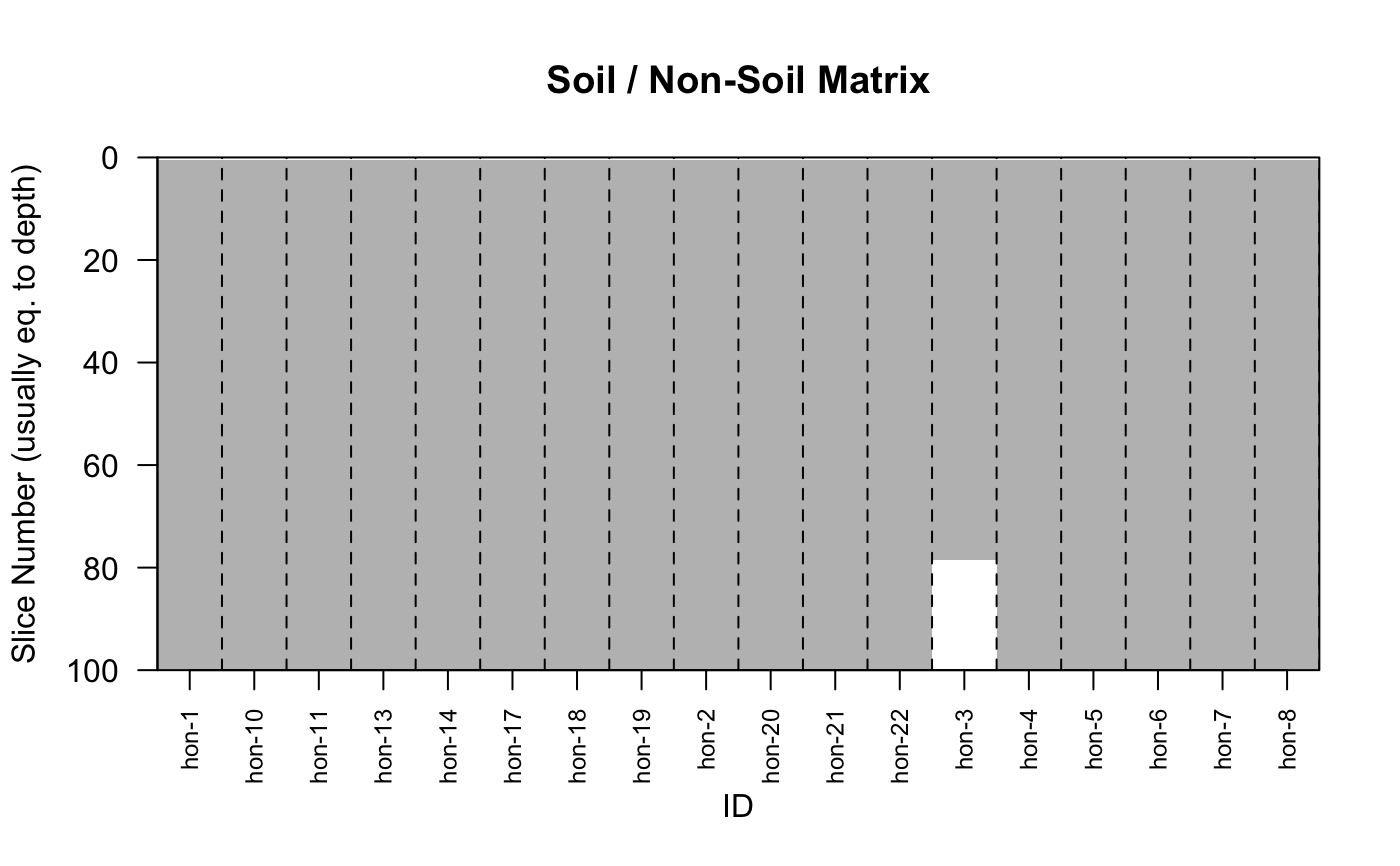 Soil / Non-Soil Matrix
Slice Number (usually eq. to depth)
0
20
40
60
80
100
hon-1
hon-10
hon-11
hon-13
hon-14
hon-17
hon-18
hon-19
hon-2
hon-20
hon-21
hon-22
hon-3
hon-4
hon-5
hon-6
hon-7
hon-8
ID